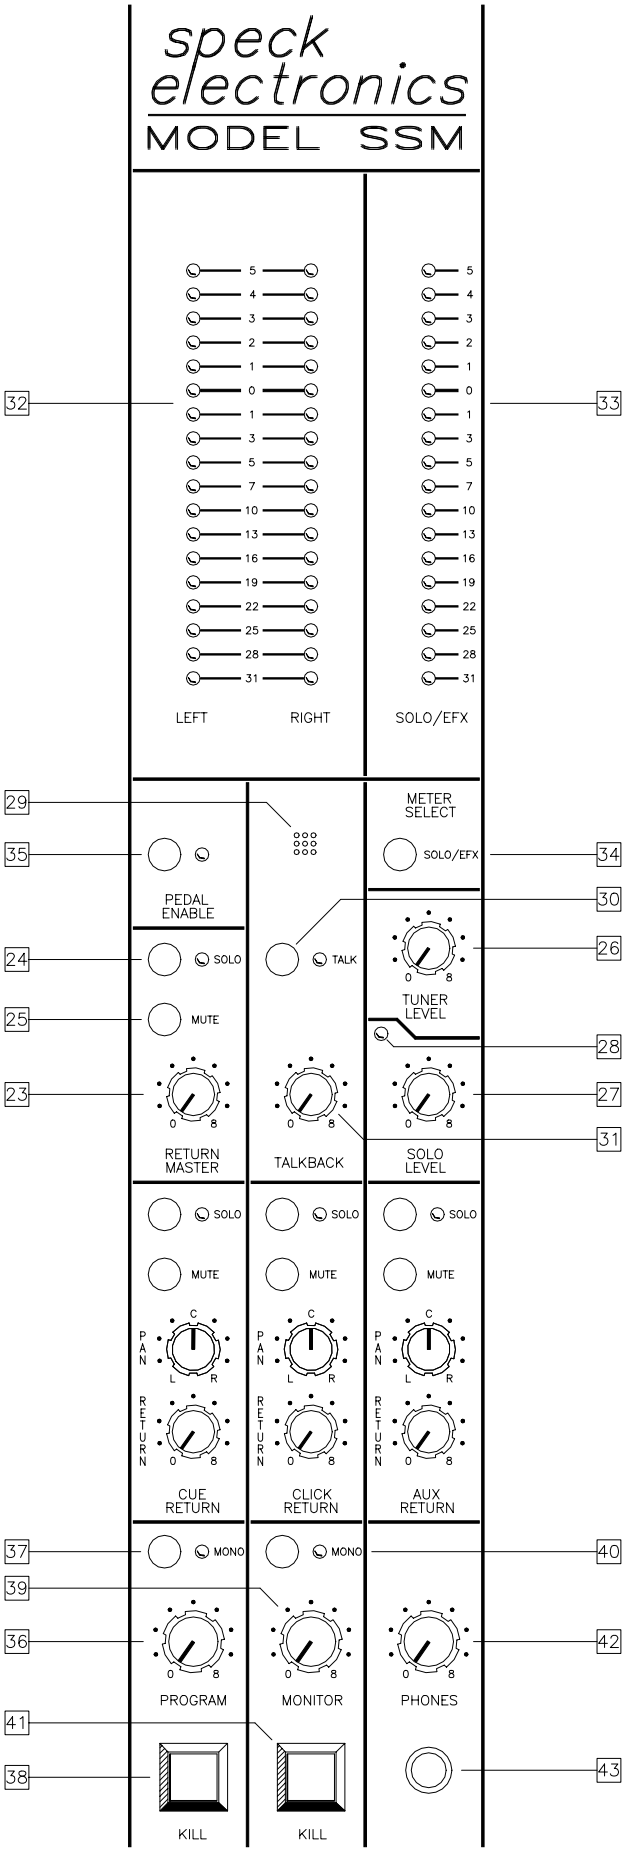 speck
electronics
MODEL SSM
5 5
4 4
3 3
2 2
1 1
32 0 0 33
1 1
3 3
5 5
7 7
10 10
13 13
16 16
19 19
22 22
25 25
28 28
31 31
LEFT RIGHT SOLO/EFX
29
METER
SELECT
35 SOLO/EFX 34
PEDAL
ENABLE
30
24 SOLO TALK 26
0 8
TUNER
LEVEL
25 MUTE
28
23 27
0 8 0 8 0 8
31
RETURN
MASTER
TALKBACK
SOLO
LEVEL
SOLO SOLO SOLO
MUTE MUTE MUTE
C C C
PAN PAN PAN
L R L R L R
RETURN RETURN RETURN
0 8 0 8 0 8
CUE
RETURN
CLICK
RETURN
AUX
RETURN
37 MONO MONO 40
39
36 42
0 8 0 8 0 8
PROGRAM MONITOR PHONES
41
38 43
KILL KILL